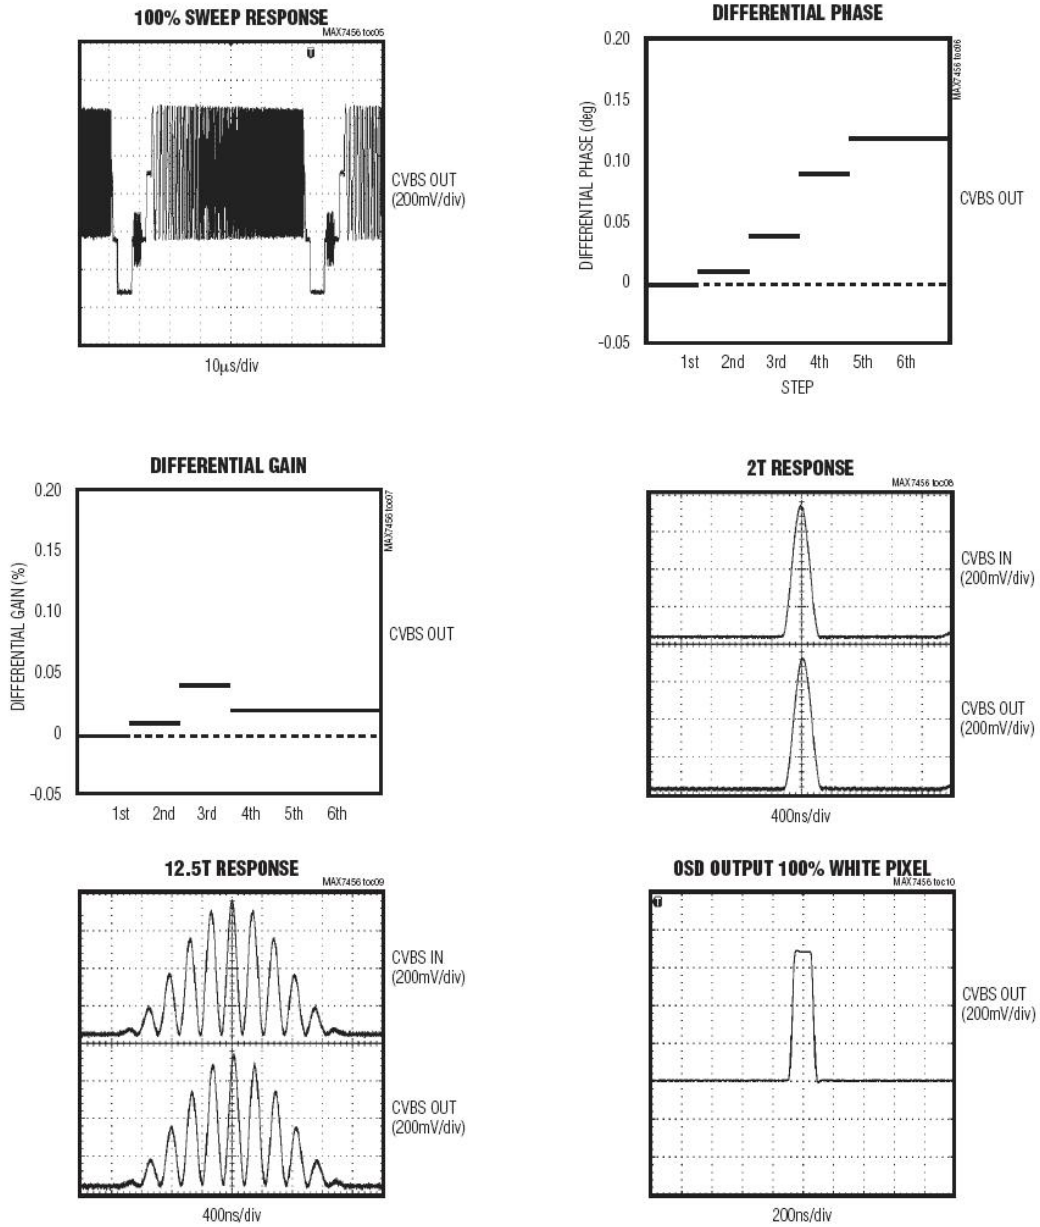 100% SWEEP RESPONSE
MAX7456 toc05
CVBS OUT
(200mV/div)
10µs/div
DIFFERENTIAL PHASE
MAX7456 toc06
0.20
0.15
0.10
0.05
0
-0.05
DIFFERENTIAL PHASE (deg)
CVBS OUT
1st 2nd 3rd 4th 5th 6th
STEP
DIFFERENTIAL GAIN
MAX7456 toc07
0.20
0.15
0.10
0.05
0
-0.05
DIFFERENTIAL GAIN (%)
CVBS OUT
1st 2nd 3rd 4th 5th 6th
2T RESPONSE
MAX7456 toc08
CVBS IN
(200mV/div)
CVBS OUT
(200mV/div)
400ns/div
12.5T RESPONSE
MAX7456 toc09
CVBS IN
(200mV/div)
CVBS OUT
(200mV/div)
400ns/div
OSD OUTPUT 100% WHITE PIXEL
MAX7456 toc10
T
CVBS OUT
(200mV/div)
200ns/div